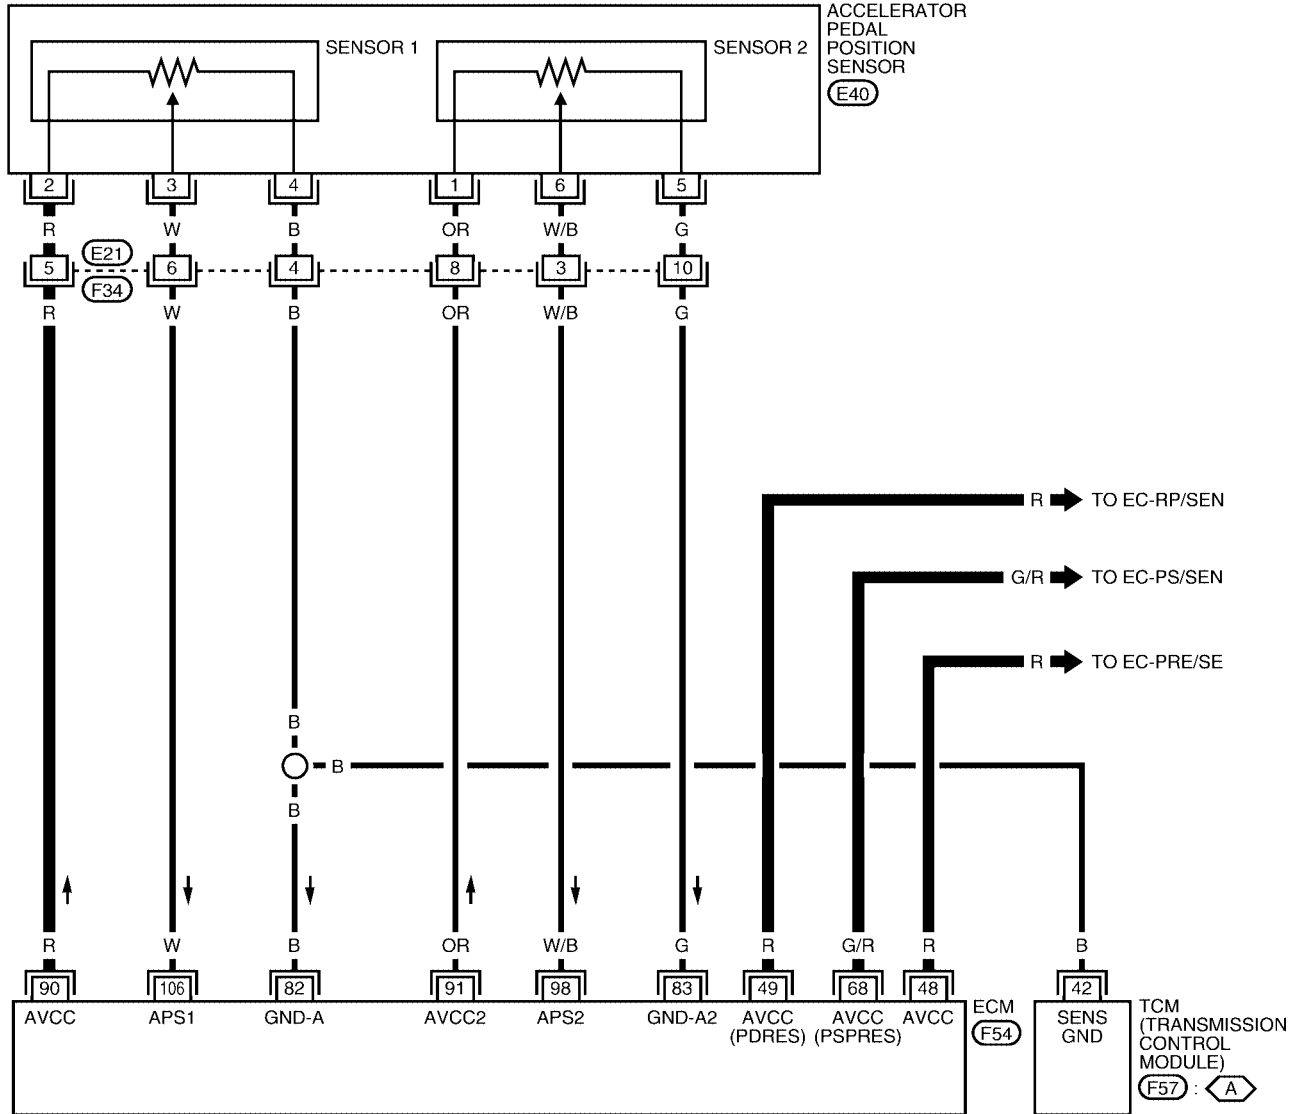 ACCELERATOR
PEDAL
POSITION
SENSOR
E40
SENSOR 1
SENSOR 2
2 3 4 1 6 5
R W B OR W/B G
E21
5 6 4 8 3 10
F34
R W B OR W/B G
R TO EC-RP/SEN
G/R TO EC-PS/SEN
R TO EC-PRE/SE
B
B
B
R W B OR W/B G R G/R R B
90 106 82 91 98 83 49 68 48 42
AVCC APS1 GND-A AVCC2 APS2 GND-A2
AVCC
(PDRES)
AVCC
(PSPRES)
AVCC
ECM
F54
SENS
GND
TCM
(TRANSMISSION
CONTROL
MODULE)
F57 : A